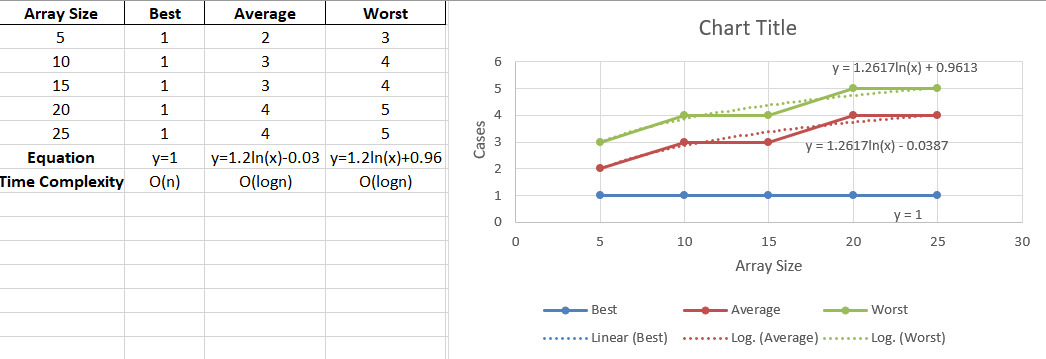 Array Size Best Average Worst
5 1 2 3
10 1 3 4
15 1 3 4
20 1 4 5
25 1 4 5
Equation y=1 y=1.2ln(x)-0.03 y=1.2ln(x)+0.96
Time Complexity O(n) O(logn) O(logn)
Chart Title
y = 1.2617ln(x) + 0.9613
y = 1.2617ln(x) - 0.0387
y = 1
Cases
6
5
4
3
2
1
0
0 5 10 15 20 25 30
Array Size
Best Average Worst
Linear (Best) Log. (Average) Log. (Worst)